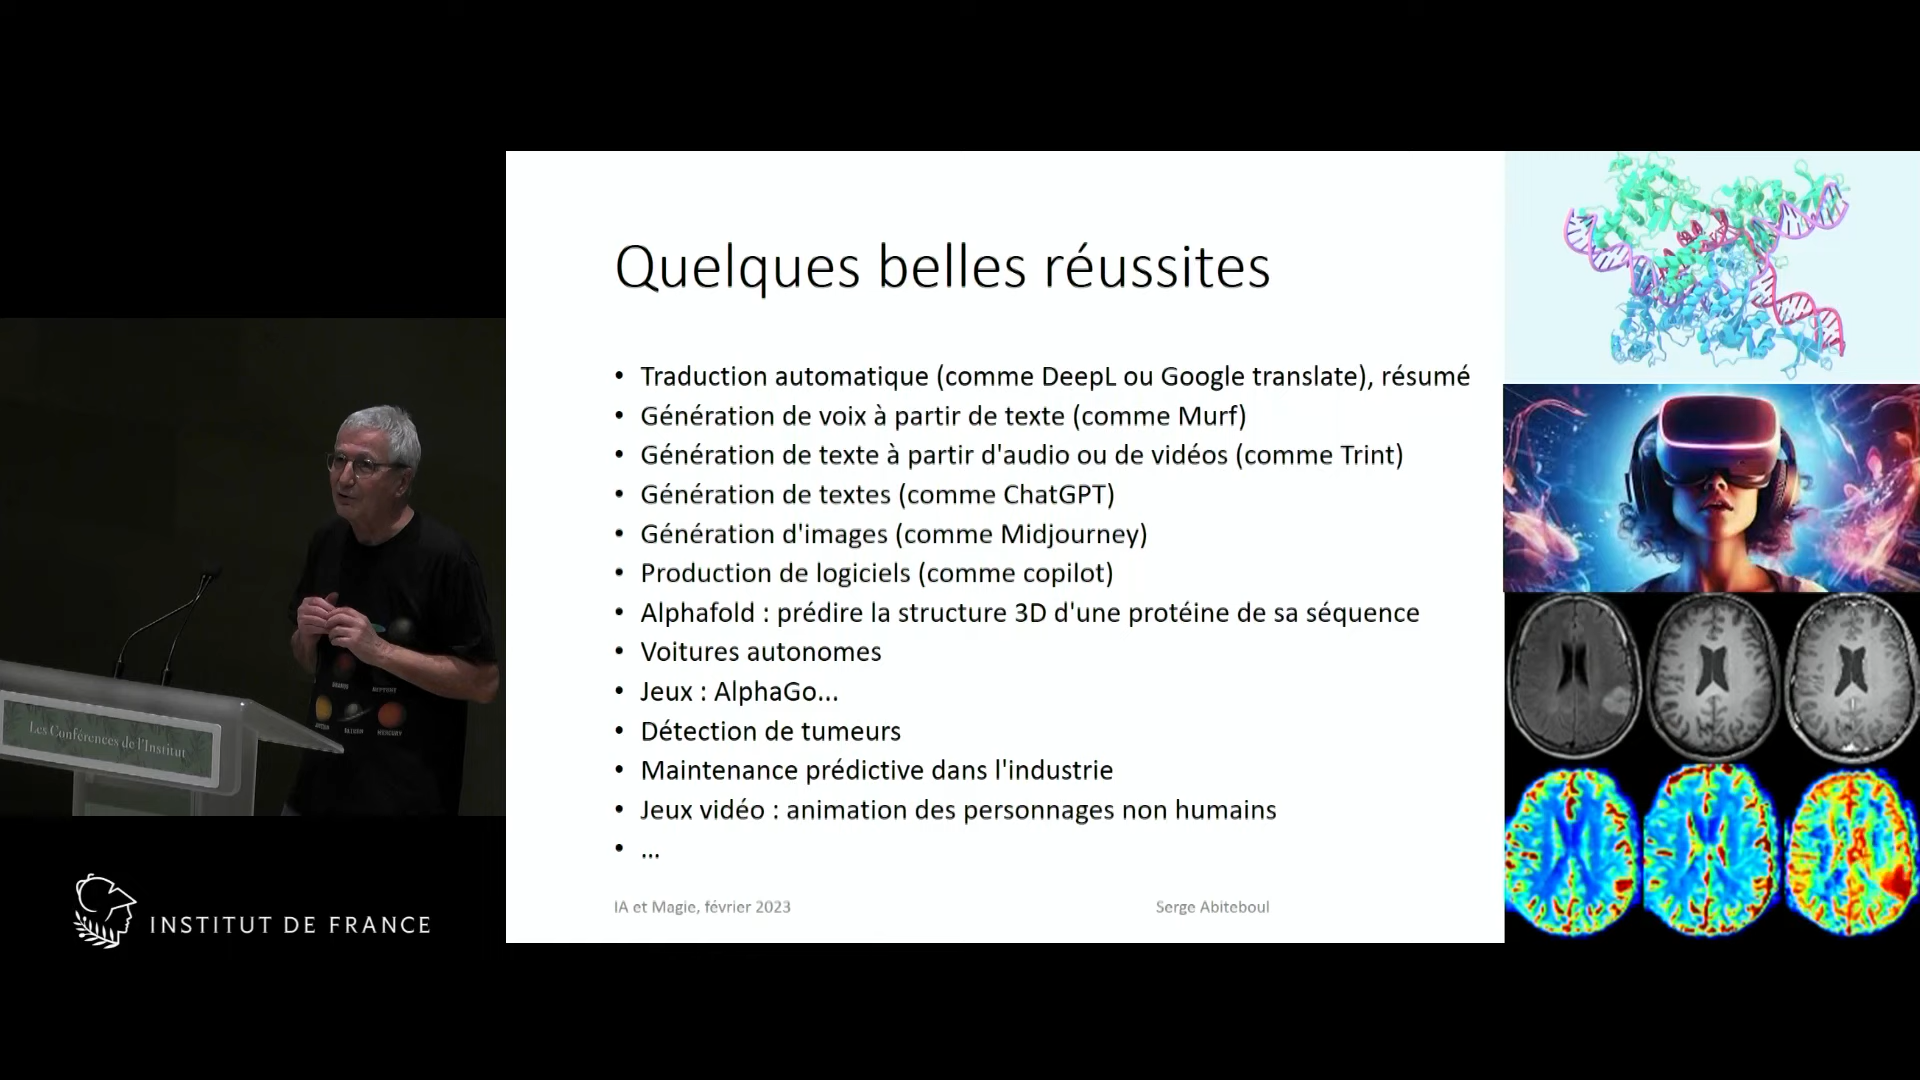 Quelques belles réussites
• Traduction automatique (comme DeepL ou Google translate), résumé
• Génération de voix à partir de texte (comme Murf)
• Génération de texte à partir d'audio ou de vidéos (comme Trint)
• Génération de textes (comme ChatGPT)
• Génération d'images (comme Midjourney)
• Production de logiciels (comme copilot)
• Alphafold : prédire la structure 3D d'une protéine de sa séquence
• Voitures autonomes
• Jeux : AlphaGo...
• Détection de tumeurs
• Maintenance prédictive dans l'industrie
• Jeux vidéo : animation des personnages non humains
• ...
IA et Magie, février 2023
Serge Abiteboul
Les Conférences de l'Institut
NEPTUNE
SATURN
MERCURY
INSTITUT DE FRANCE